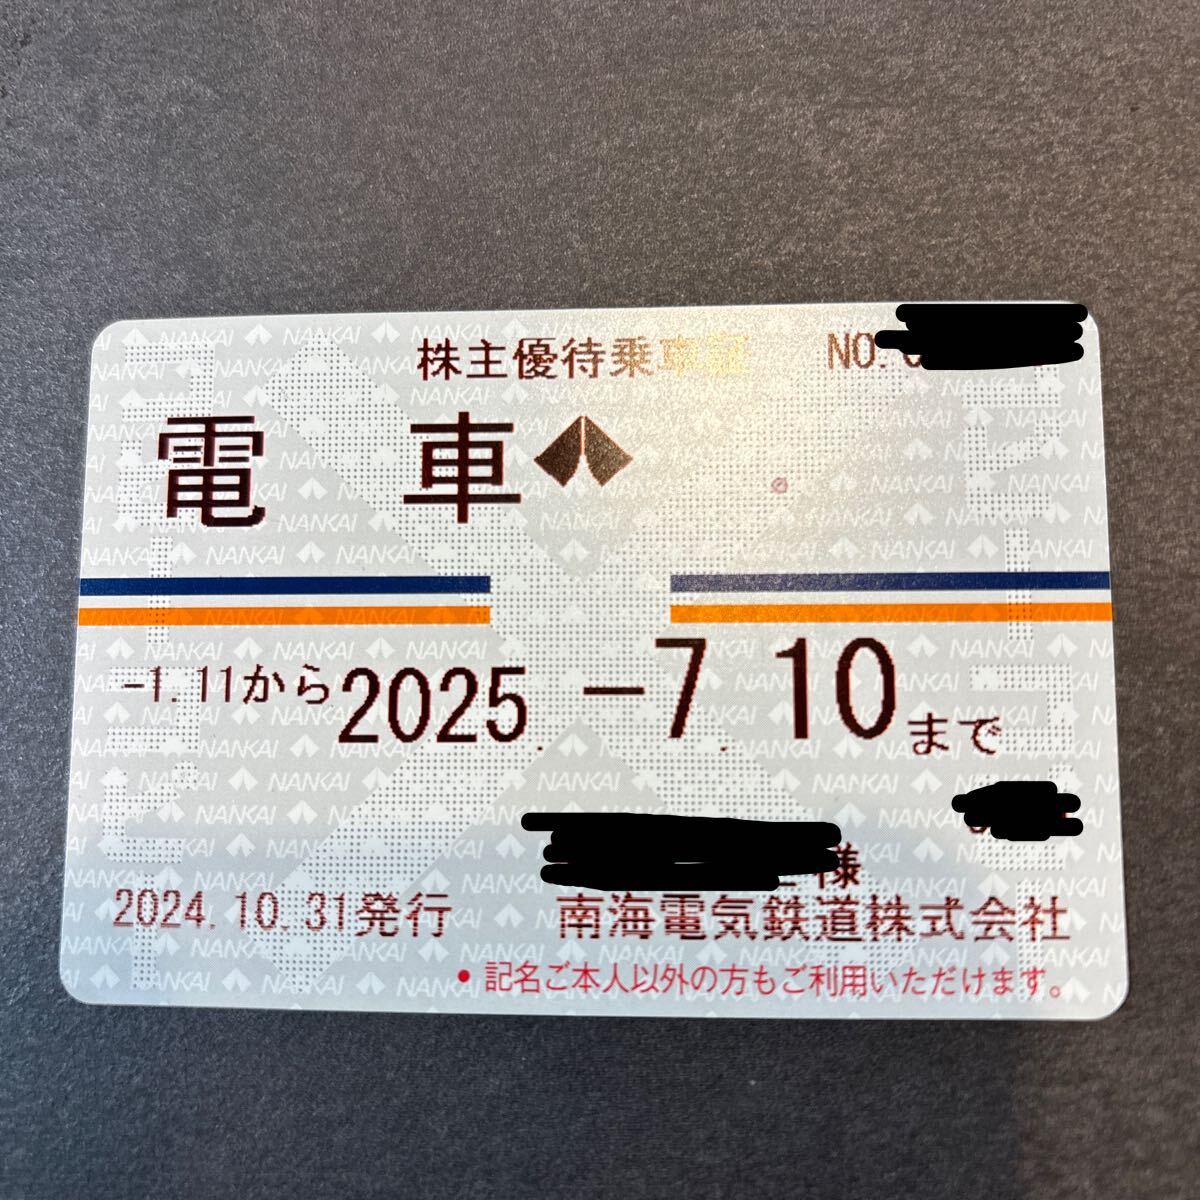 株主優待乗車証 NO.
電 車
-1.11から2025.-7.10まで
様
2024.10.31発行 南海電気鉄道株式会社
•記名ご本人以外の方もご利用いただけます。
NANKAI